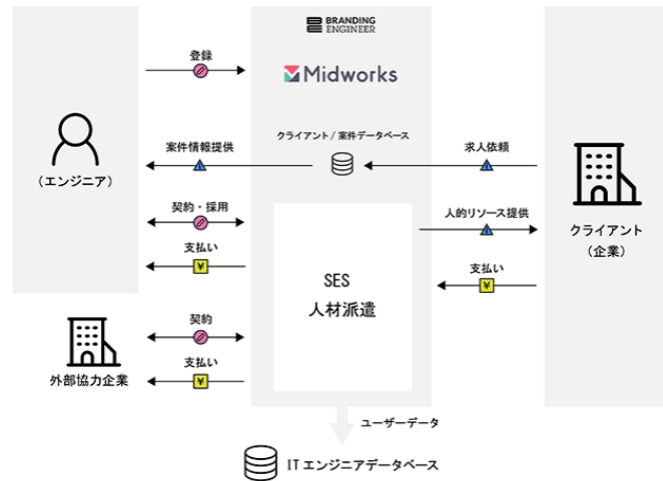 BRANDING
ENGINEER
Midworks
登録
クライアント / 案件データベース
案件情報提供
求人依頼
(エンジニア)
契約・採用
人的リソース提供
クライアント
(企業)
支払い
¥
支払い
¥
SES
人材派遣
契約
支払い
¥
外部協力企業
ユーザーデータ
ITエンジニアデータベース